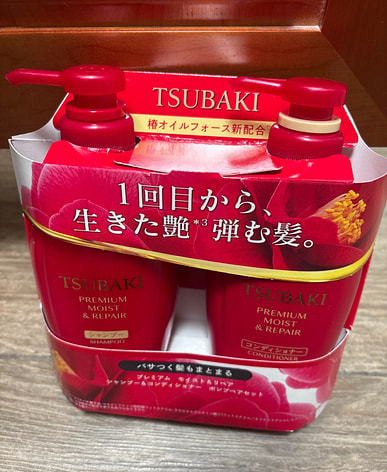 TSUBAKI
椿オイルフォース新配合
1回目から、
生きた艶*3弾む髪。
TSUBAKI
PREMIUM
MOIST
& REPAIR
シャンプー
SHAMPOO
TSUBAKI
PREMIUM
MOIST
& REPAIR
コンディショナー
CONDITIONER
パサつく髪もまとまる
プレミアム モイスト&リペア
シャンプー&コンディショナー ポンプペアセット